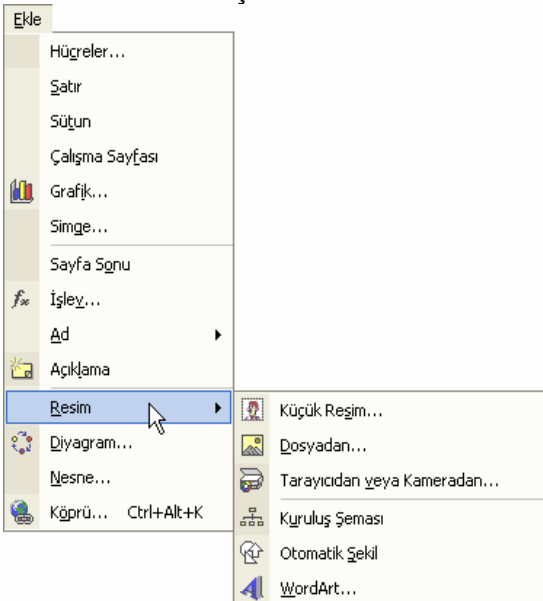 Ekle
Hücreler...
Satır
Sütun
Çalışma Sayfası
Grafik...
Simge...
Sayfa Sonu
İşlev...
Ad
Açıklama
Resim
Diyagram...
Nesne...
Köprü... Ctrl+Alt+K
Küçük Resim...
Dosyadan...
Tarayıcıdan veya Kameradan...
Kuruluş Şeması
Otomatik Şekil
WordArt...